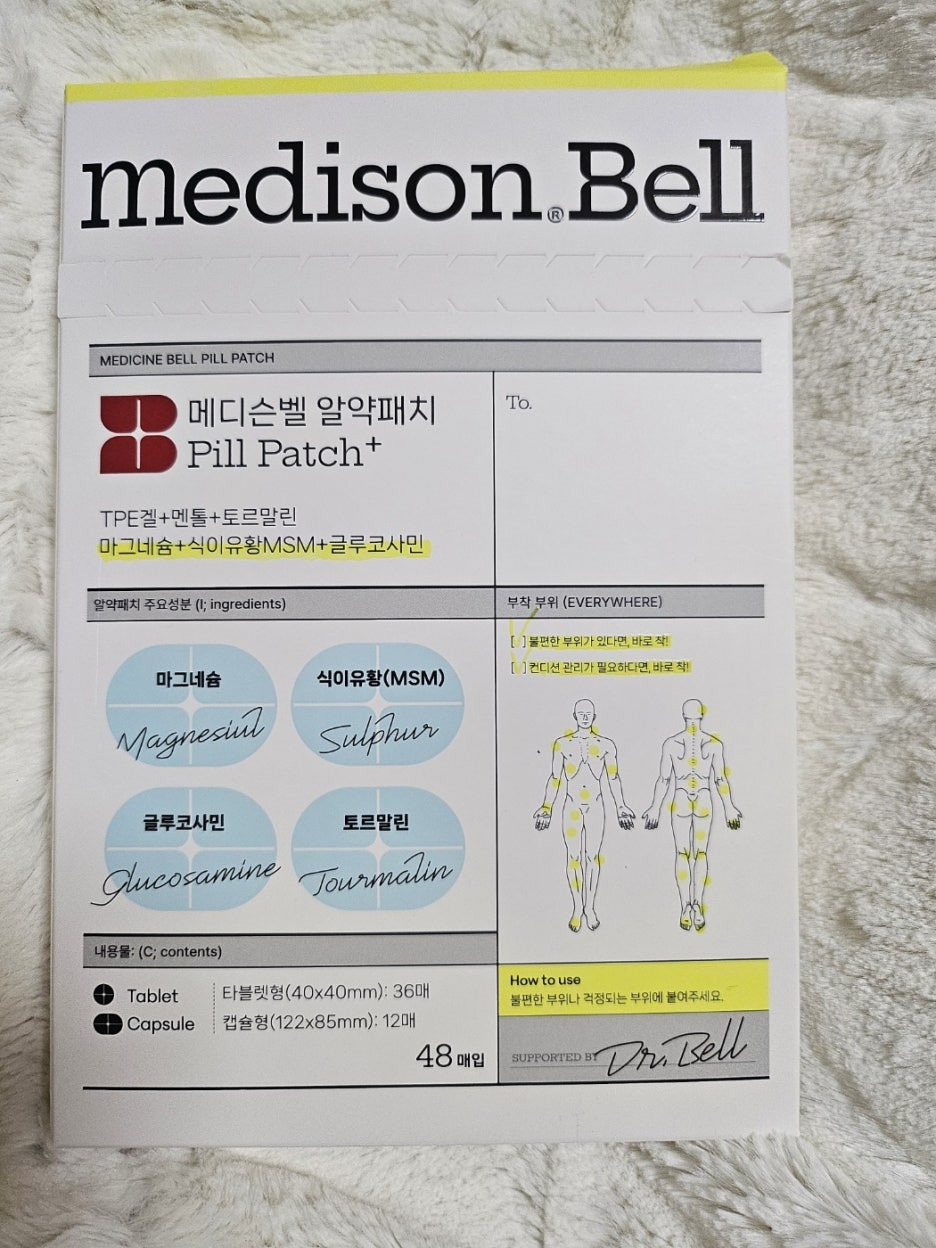 medison®Bell
MEDICINE BELL PILL PATCH
메디슨벨 알약패치
Pill Patch+
TPE겔+멘톨+토르말린
마그네슘+식이유황MSM+글루코사민
To.
알약패치 주요성분 (I; ingredients)
마그네슘
Magnesiul
식이유황(MSM)
Sulphur
글루코사민
Glucosamine
토르말린
Tourmalin
부착 부위 (EVERYWHERE)
[ ] 불편한 부위가 있다면, 바로 착!
[ ] 컨디션 관리가 필요하다면, 바로 착!
내용물: (C; contents)
Tablet 타블렛형(40x40mm): 36매
Capsule 캡슐형(122x85mm): 12매
48매입
How to use
불편한 부위나 걱정되는 부위에 붙여주세요.
SUPPORTED BY Dr. Bell